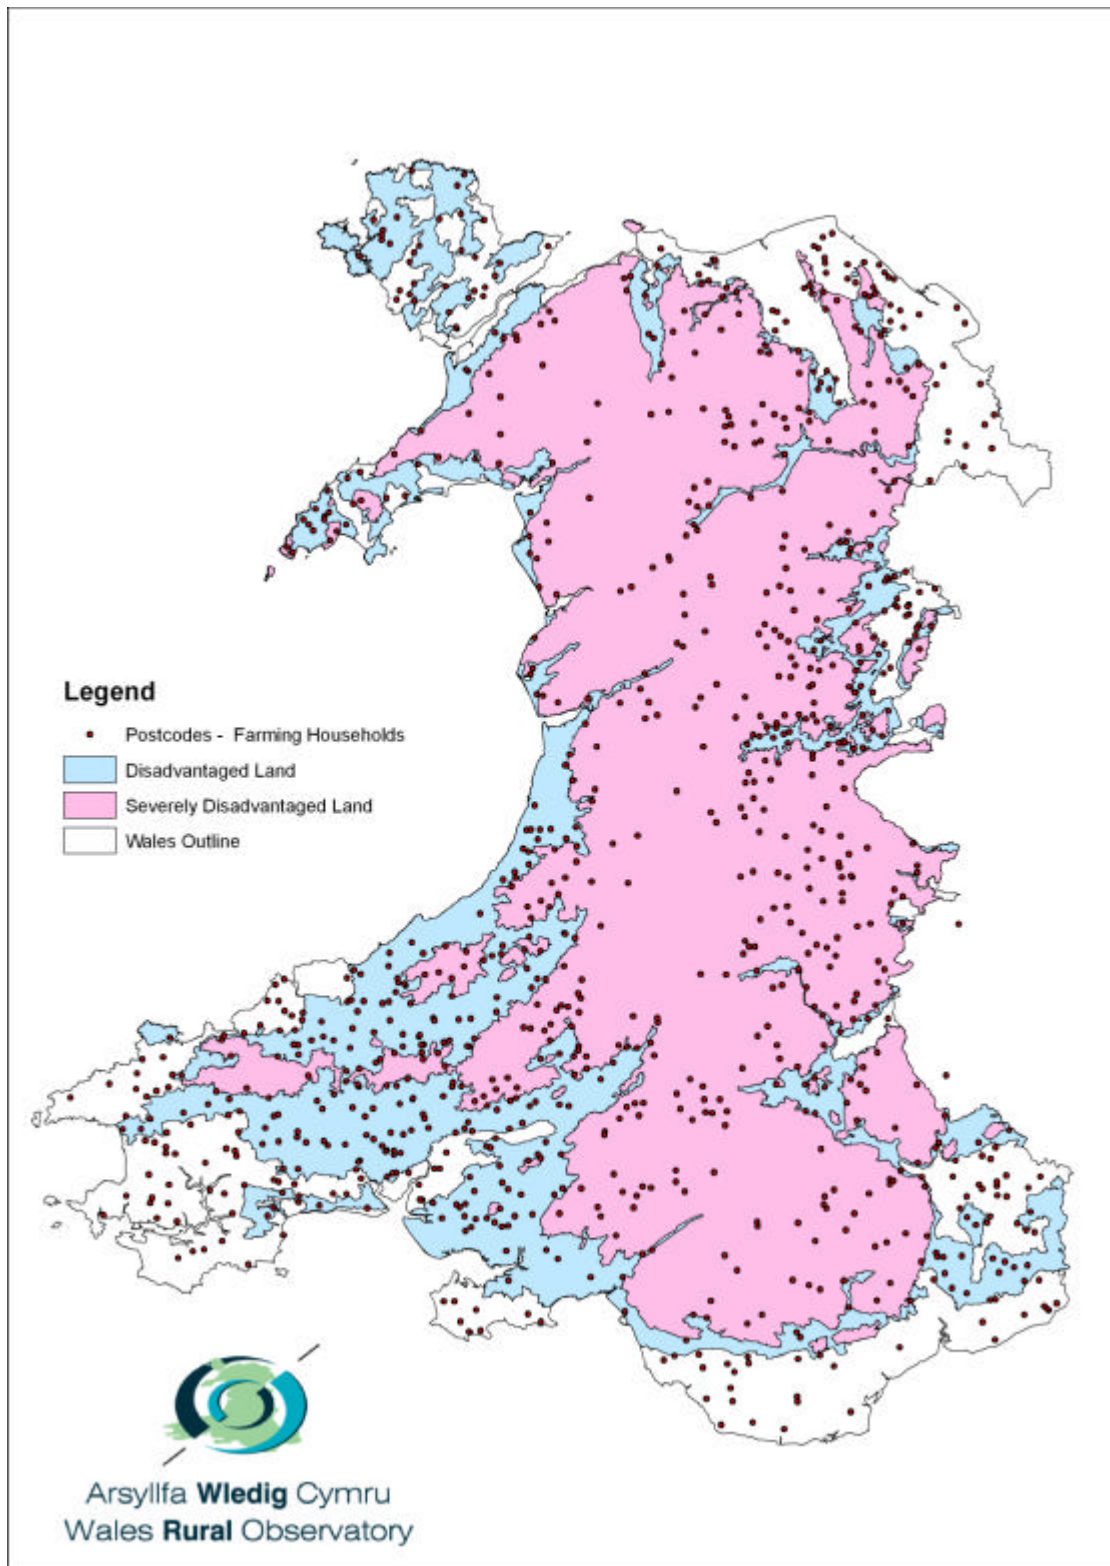 Legend
Postcodes - Farming Households
Disadvantaged Land
Severely Disadvantaged Land
Wales Outline
Arsyllfa Wledig Cymru
Wales Rural Observatory